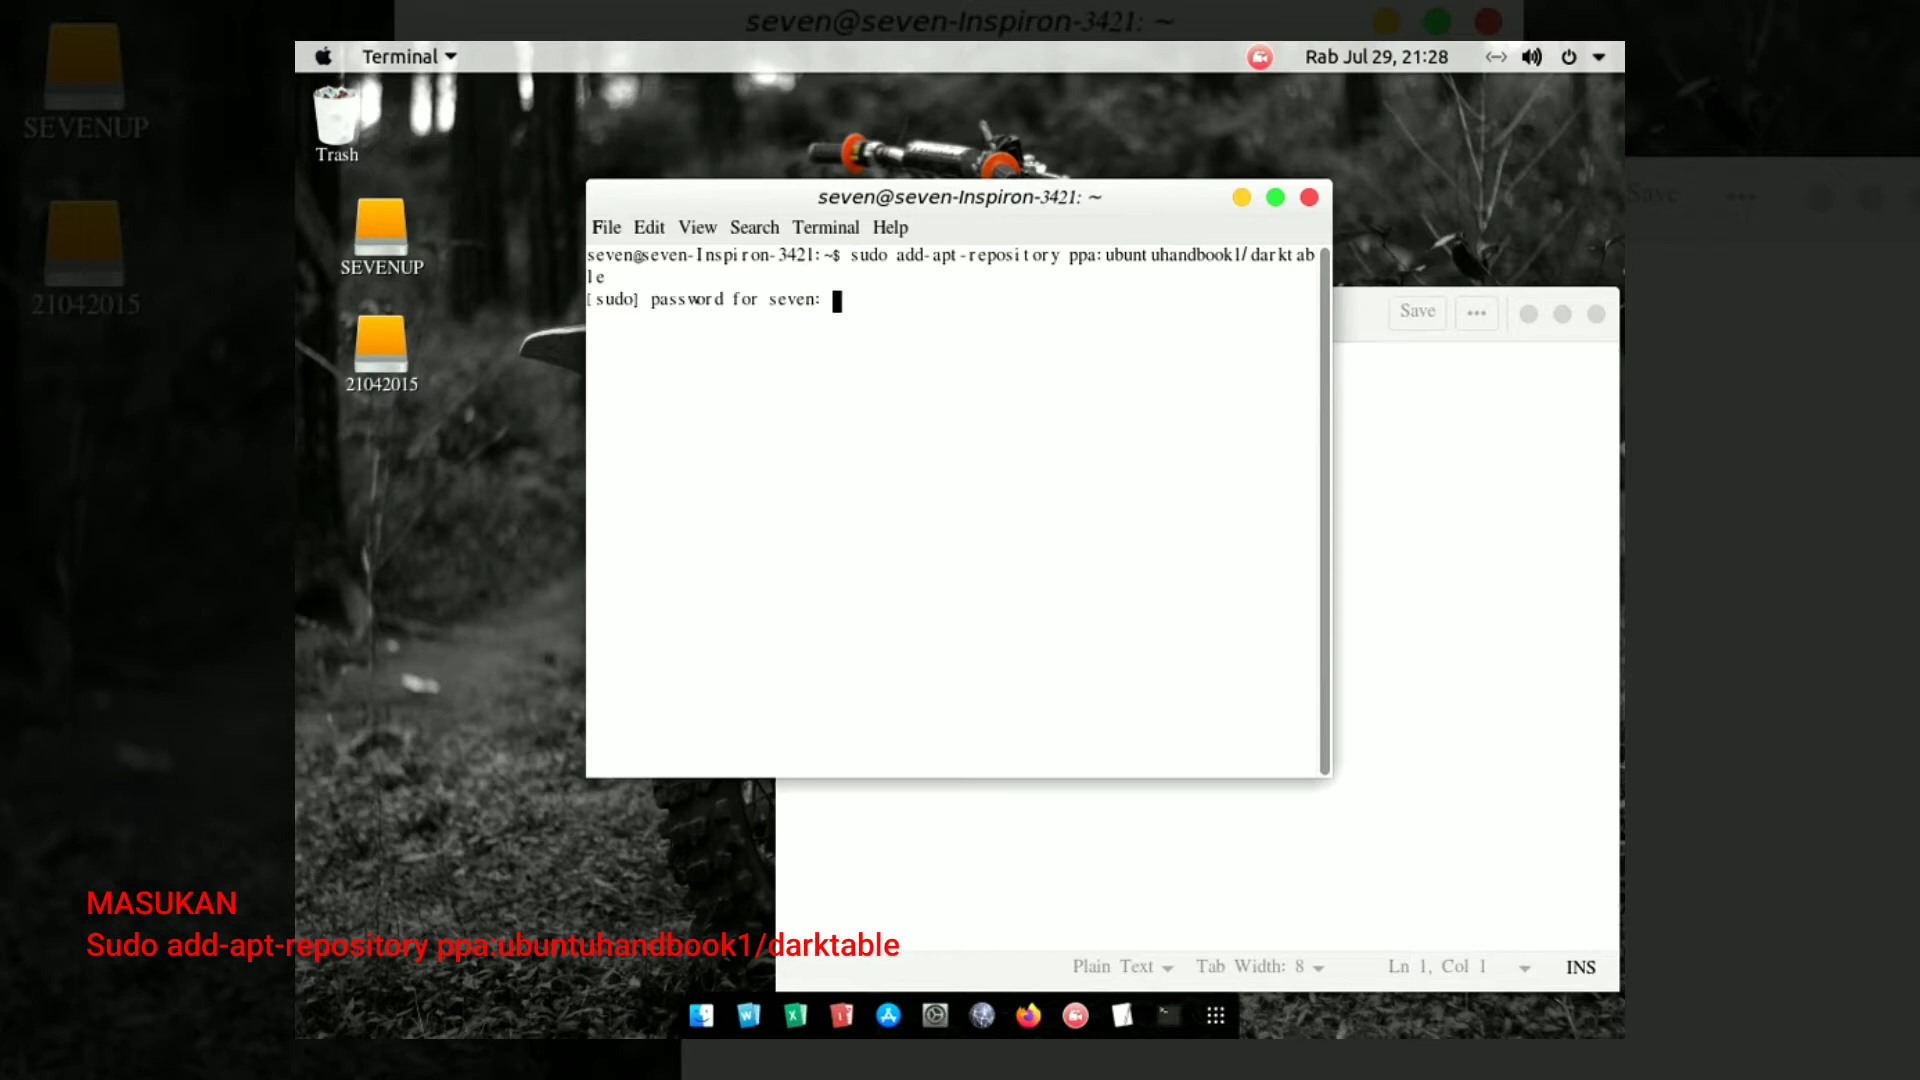 seven@seven-Inspiron-3421: ~
SEVENUP
21042015
Save
Terminal
Rab Jul 29, 21:28
Trash
SEVENUP
21042015
seven@seven-Inspiron-3421: ~
File Edit View Search Terminal Help
seven@seven-Inspiron-3421:~$ sudo add-apt-repository ppa:ubuntuhandbook1/darktab
le
[sudo] password for seven:
Save
Plain Text
Tab Width: 8
Ln 1, Col 1
INS
MASUKAN
Sudo add-apt-repository ppa:ubuntuhandbook1/darktable